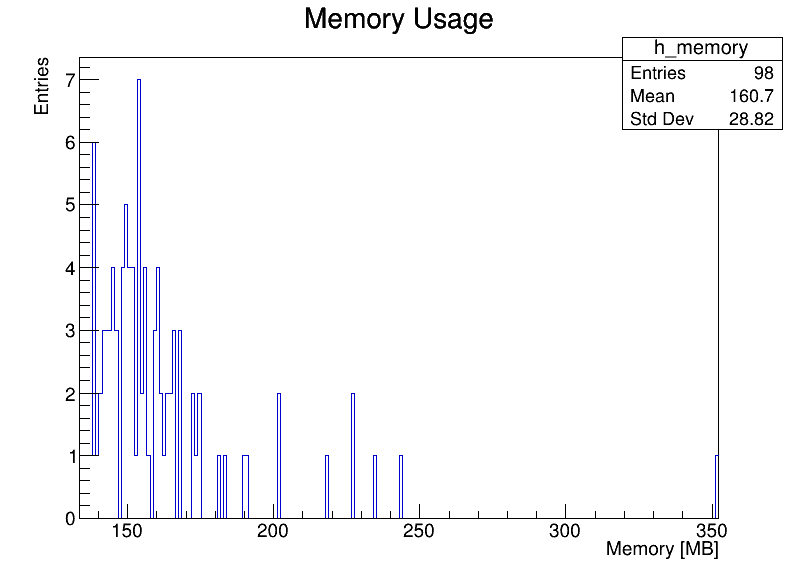 Memory Usage
h_memory
Entries 98
Mean 160.7
Std Dev 28.82
Entries
7
6
5
4
3
2
1
0
150 200 250 300 350
Memory [MB]